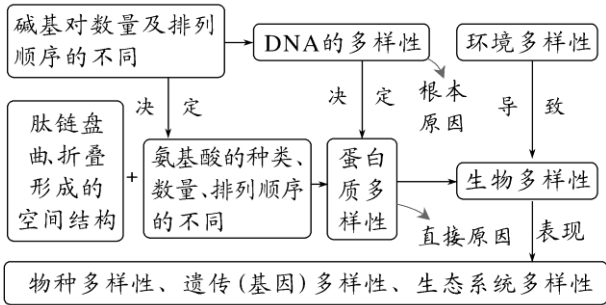 碱基对数量及排列
顺序的不同
DNA的多样性
环境多样性
决 定
决 定
根本
原因
导 致
肽链盘
曲、折叠
形成的
空间结构
+
氨基酸的种类、
数量、排列顺序
的不同
蛋白
质多
样性
生物多样性
直接原因
表现
物种多样性、遗传(基因)多样性、生态系统多样性